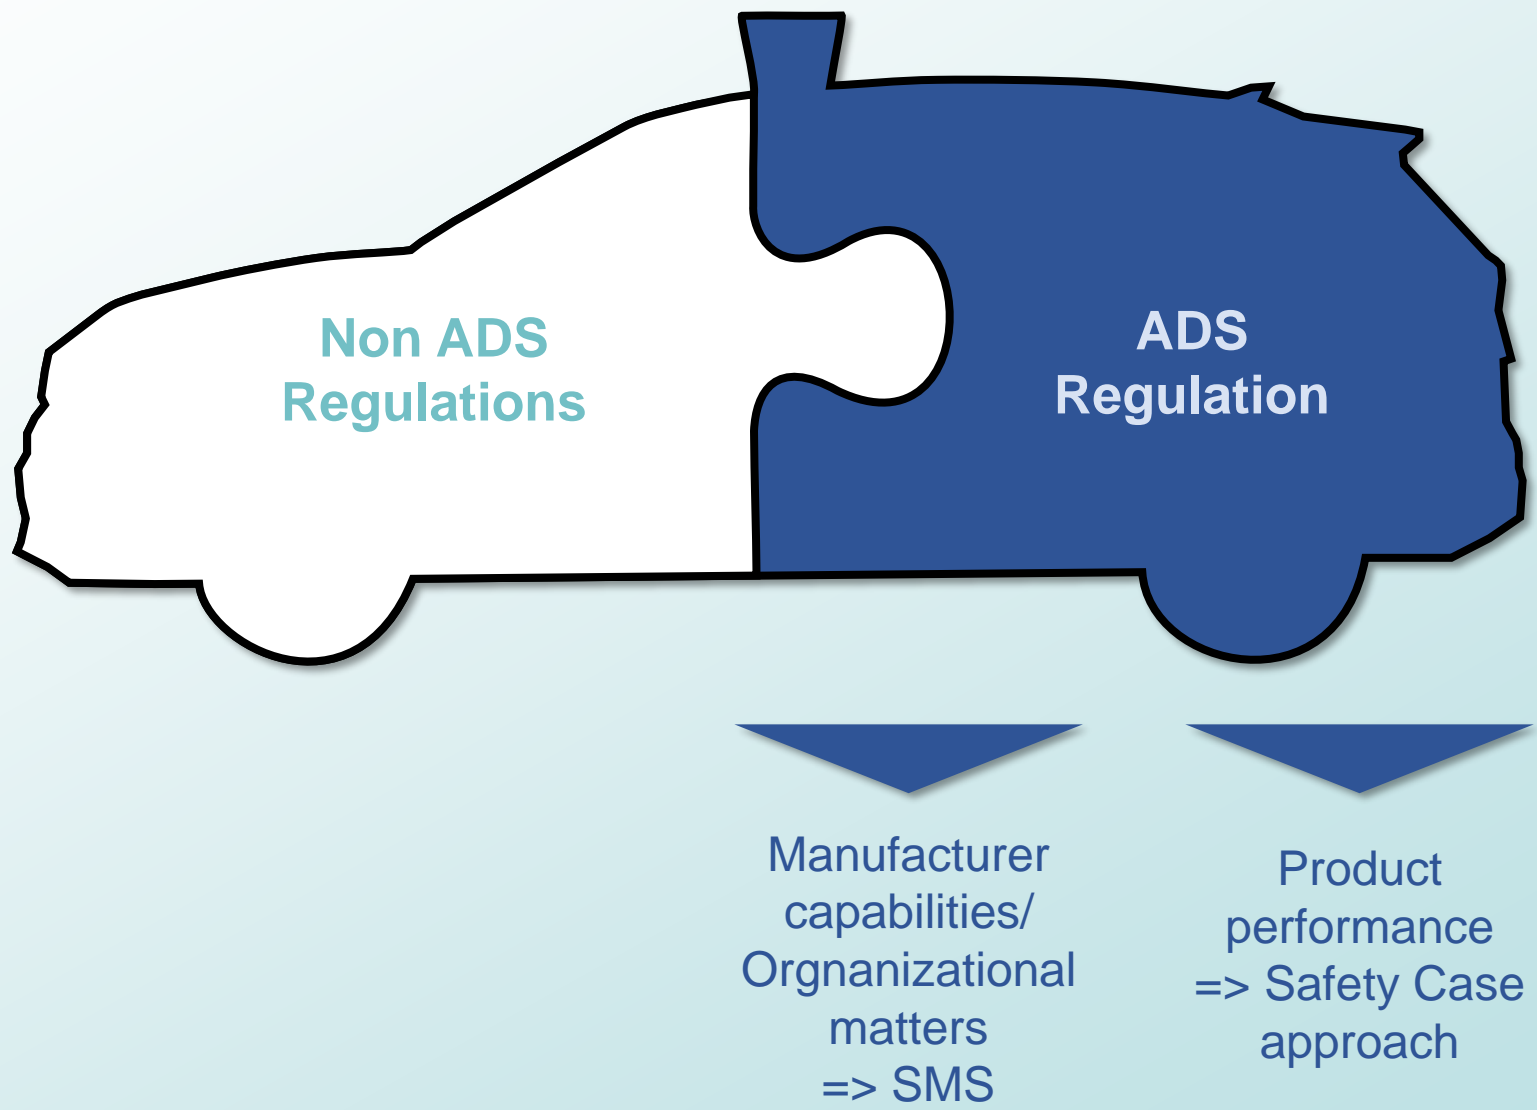 Non ADS
Regulations
ADS
Regulation
Manufacturer
capabilities/
Orgnanizational
matters
=> SMS
Product
performance
=> Safety Case
approach